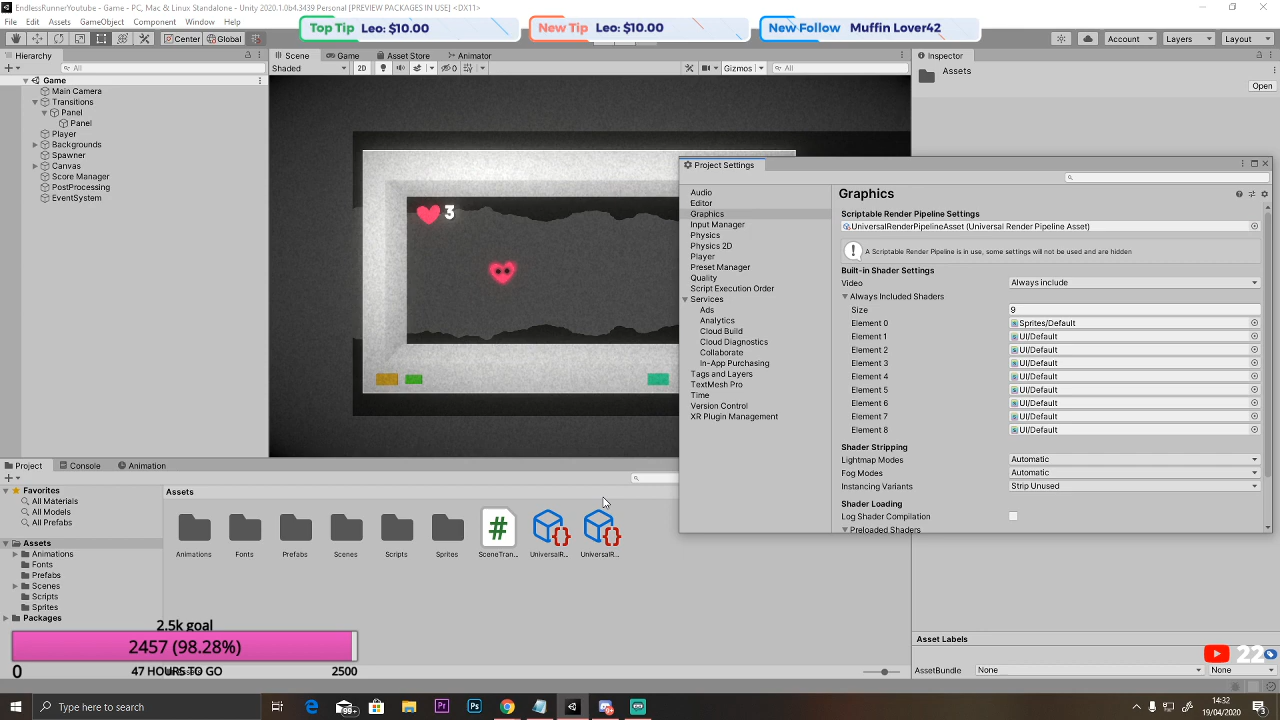 EndlessRunnerYoutube - Game - PC, Mac & Linux Standalone - Unity 2020.1.0b4.3439 Personal [PREVIEW PACKAGES IN USE] <DX11>
File Edit Assets GameObject Component Window Help
Top Tip Leo: $10.00
New Tip Leo: $10.00
New Follow Muffin Lover42
Center Global
Account Layers Layout
Hierarchy
All
Game
Main Camera
Transitions
Panel
Panel
Player
Backgrounds
Spawner
Canvas
Score Manager
PostProcessing
EventSystem
Scene Game Asset Store Animator
Shaded 2D 0 Gizmos All
3
Inspector
Assets
Open
Project Settings
Audio
Editor
Graphics
Input Manager
Physics
Physics 2D
Player
Preset Manager
Quality
Script Execution Order
Services
Ads
Analytics
Cloud Build
Cloud Diagnostics
Collaborate
In-App Purchasing
Tags and Layers
TextMesh Pro
Time
Version Control
XR Plugin Management
Graphics
Scriptable Render Pipeline Settings
UniversalRenderPipelineAsset (Universal Render Pipeline Asset)
A Scriptable Render Pipeline is in use, some settings will not be used and are hidden
Built-in Shader Settings
Video Always include
Always Included Shaders
Size 9
Element 0 Sprites/Default
Element 1 UI/Default
Element 2 UI/Default
Element 3 UI/Default
Element 4 UI/Default
Element 5 UI/Default
Element 6 UI/Default
Element 7 UI/Default
Element 8 UI/Default
Shader Stripping
Lightmap Modes Automatic
Fog Modes Automatic
Instancing Variants Strip Unused
Shader Loading
Log Shader Compilation
Preloaded Shaders
Project Console Animation
Favorites
All Materials
All Models
All Prefabs
Assets
Animations
Fonts
Prefabs
Scenes
Scripts
Sprites
Packages
Assets
Animations Fonts Prefabs Scenes Scripts Sprites SceneTran... UniversalR... UniversalR...
2.5k goal
2457 (98.28%)
0 47 HOURS TO GO 2500
Asset Labels
AssetBundle None None
22
Type here to search
99+
14:32
19/04/2020